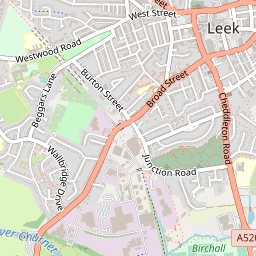 West Street
Leek
Westwood Road
Burton Street
Broad Street
Beggars Lane
Cheddleton Road
Wallbridge Drive
Junction Road
Churnet
A520
Birchall